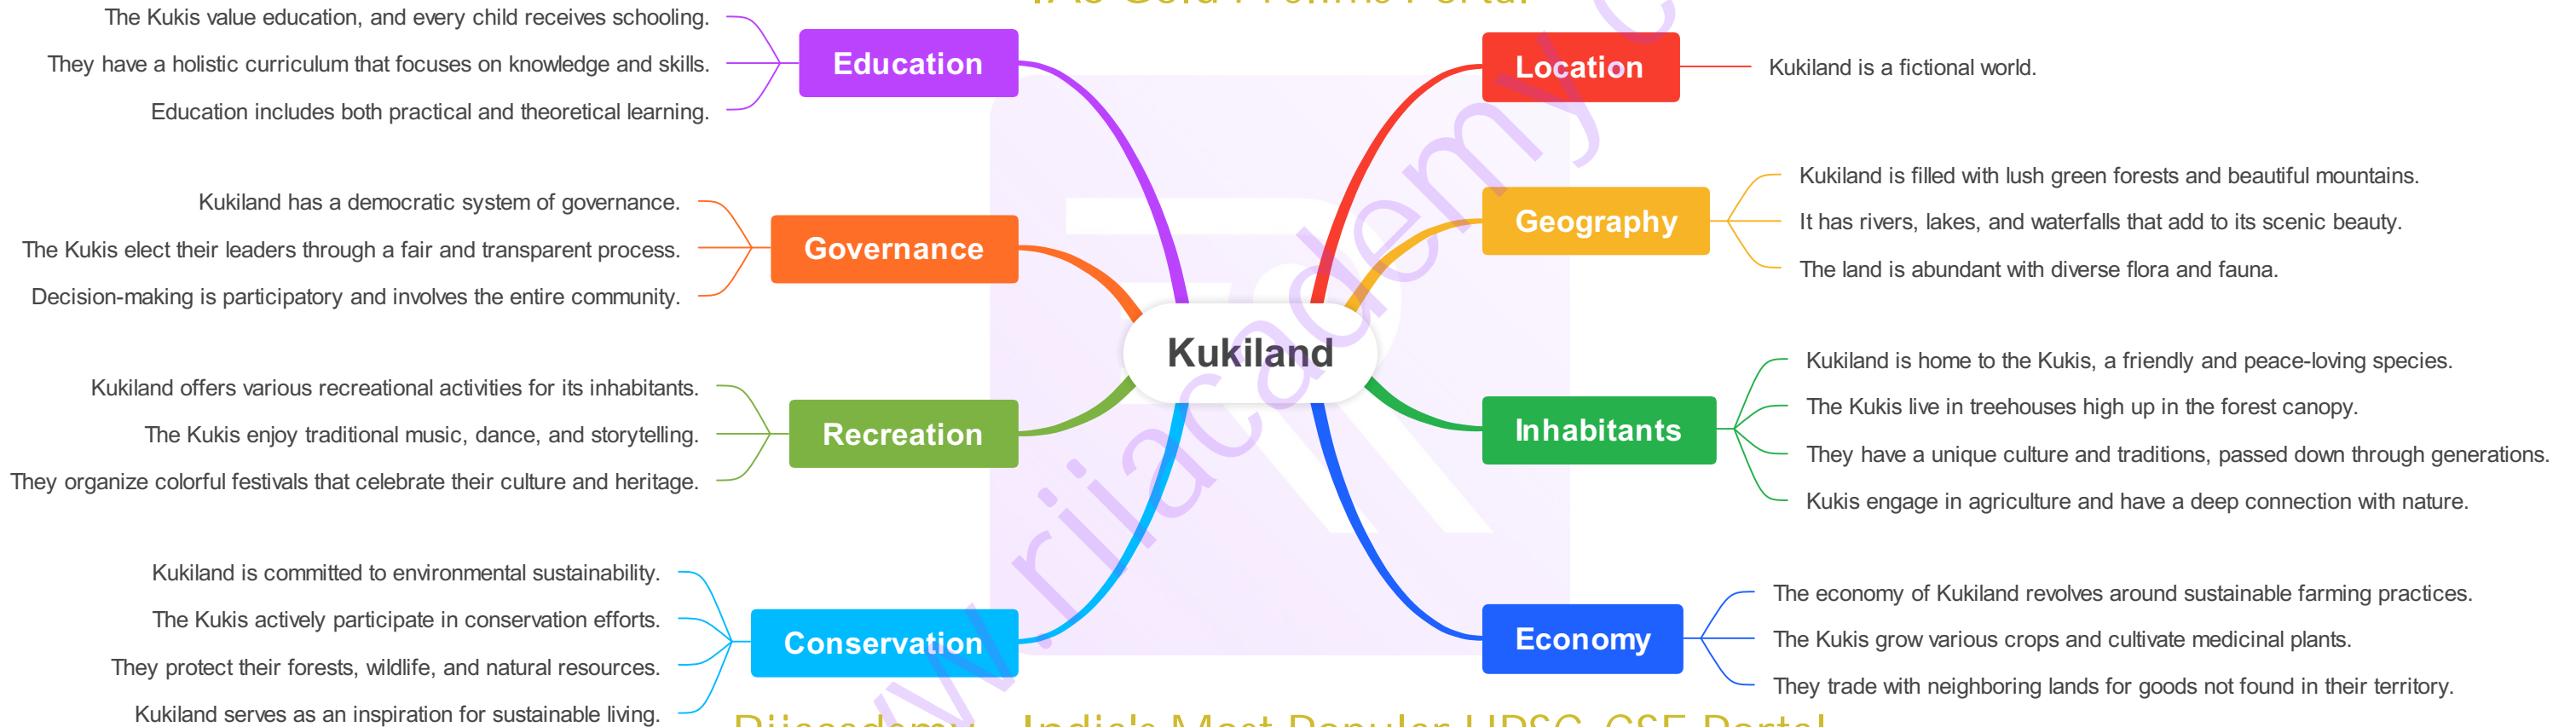 The Kukis value education, and every child receives schooling.
They have a holistic curriculum that focuses on knowledge and skills.
Education includes both practical and theoretical learning.
Education
Kukiland has a democratic system of governance.
The Kukis elect their leaders through a fair and transparent process.
Decision-making is participatory and involves the entire community.
Governance
Kukiland offers various recreational activities for its inhabitants.
The Kukis enjoy traditional music, dance, and storytelling.
They organize colorful festivals that celebrate their culture and heritage.
Recreation
Kukiland is committed to environmental sustainability.
The Kukis actively participate in conservation efforts.
They protect their forests, wildlife, and natural resources.
Kukiland serves as an inspiration for sustainable living.
Conservation
Kukiland
Location
Kukiland is a fictional world.
Geography
Kukiland is filled with lush green forests and beautiful mountains.
It has rivers, lakes, and waterfalls that add to its scenic beauty.
The land is abundant with diverse flora and fauna.
Inhabitants
Kukiland is home to the Kukis, a friendly and peace-loving species.
The Kukis live in treehouses high up in the forest canopy.
They have a unique culture and traditions, passed down through generations.
Kukis engage in agriculture and have a deep connection with nature.
Economy
The economy of Kukiland revolves around sustainable farming practices.
The Kukis grow various crops and cultivate medicinal plants.
They trade with neighboring lands for goods not found in their territory.
India's Most Popular UPSC CSE Portal
w.rijacademy.c